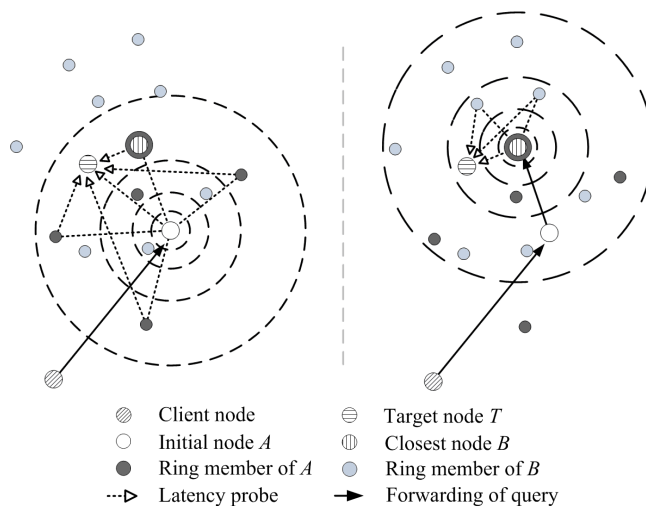 Client node Target node T
Initial node A Closest node B
Ring member of A Ring member of B
Latency probe Forwarding of query